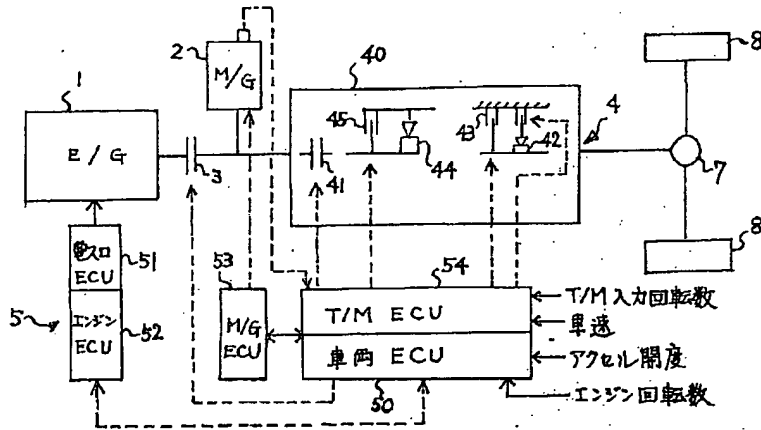 1
E/G
2
M/G
3
40
45
44
43
42
41
4
7
8
8
電スロ
ECU
51
エンジン
ECU
52
5
53
M/G
ECU
54
T/M ECU
車両 ECU
50
T/M 入力回転数
車速
アクセル開度
エンジン回転数